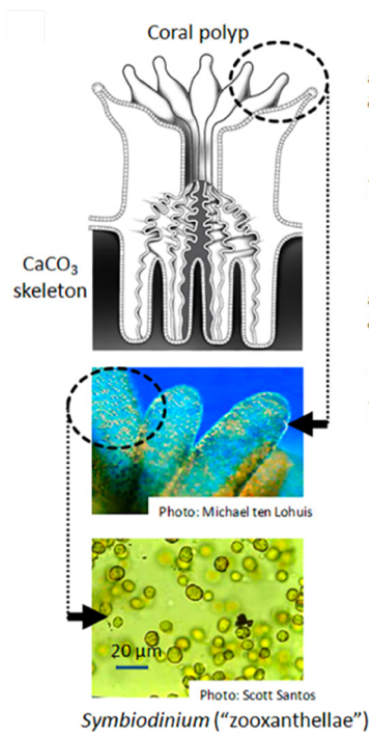 Coral polyp
CaCO₃
skeleton
Photo: Michael ten Lohuis
20 µm
Photo: Scott Santos
Symbiodinium (“zooxanthellae”)